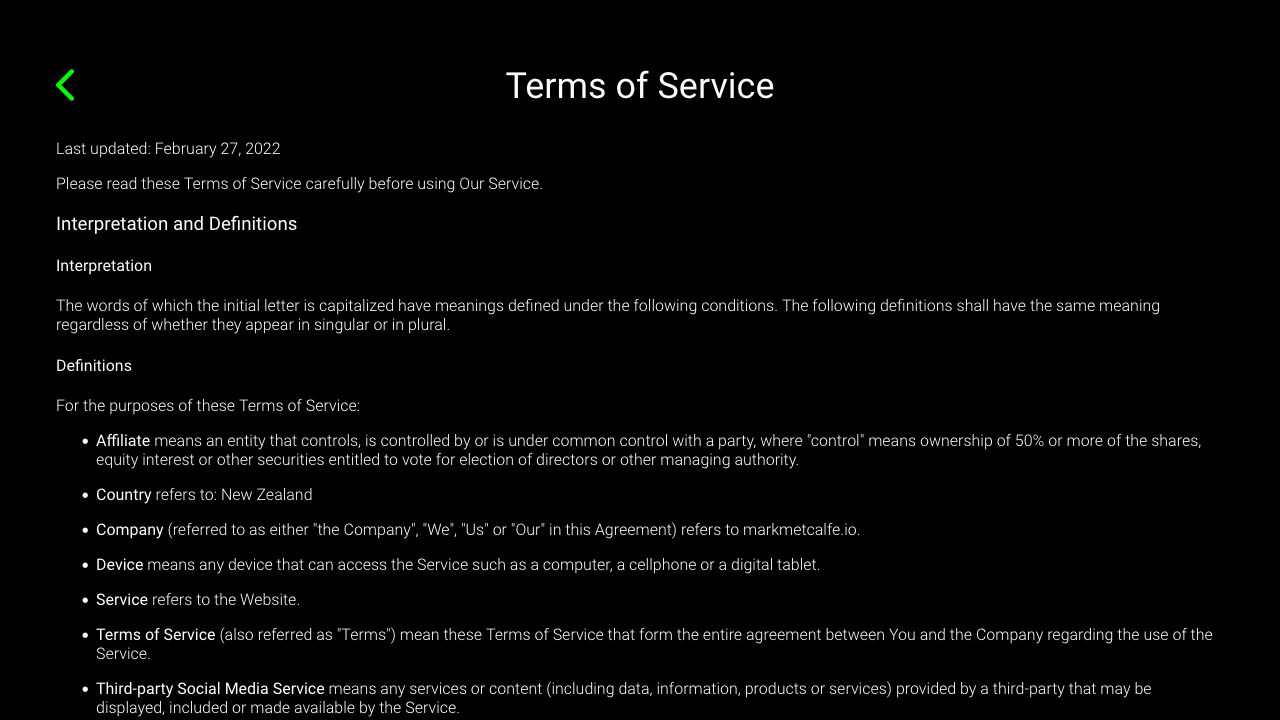 Terms of Service
Last updated: February 27, 2022
Please read these Terms of Service carefully before using Our Service.
Interpretation and Definitions
Interpretation
The words of which the initial letter is capitalized have meanings defined under the following conditions. The following definitions shall have the same meaning
regardless of whether they appear in singular or in plural.
Definitions
For the purposes of these Terms of Service:
• Affiliate means an entity that controls, is controlled by or is under common control with a party, where "control" means ownership of 50% or more of the shares,
equity interest or other securities entitled to vote for election of directors or other managing authority.
• Country refers to: New Zealand
• Company (referred to as either "the Company", "We", "Us" or "Our" in this Agreement) refers to markmetcalfe.io.
• Device means any device that can access the Service such as a computer, a cellphone or a digital tablet.
• Service refers to the Website.
• Terms of Service (also referred as "Terms") mean these Terms of Service that form the entire agreement between You and the Company regarding the use of the
Service.
• Third-party Social Media Service means any services or content (including data, information, products or services) provided by a third-party that may be
displayed, included or made available by the Service.